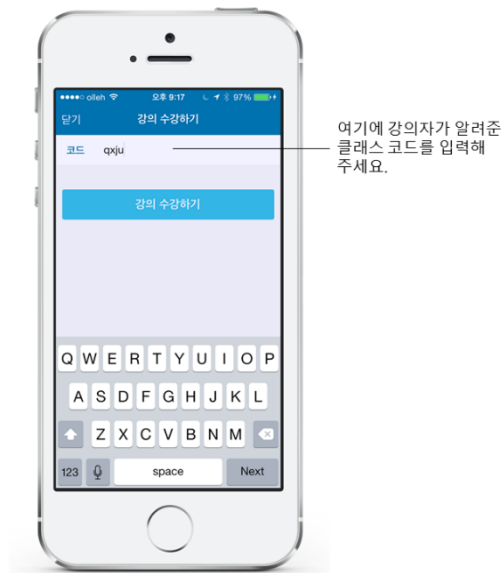 olleh 오후 9:17 97%
닫기 강의 수강하기
코드 qxju
여기에 강의자가 알려준
클래스 코드를 입력해
주세요.
강의 수강하기
Q W E R T Y U I O P
A S D F G H J K L
Z X C V B N M
123 space Next